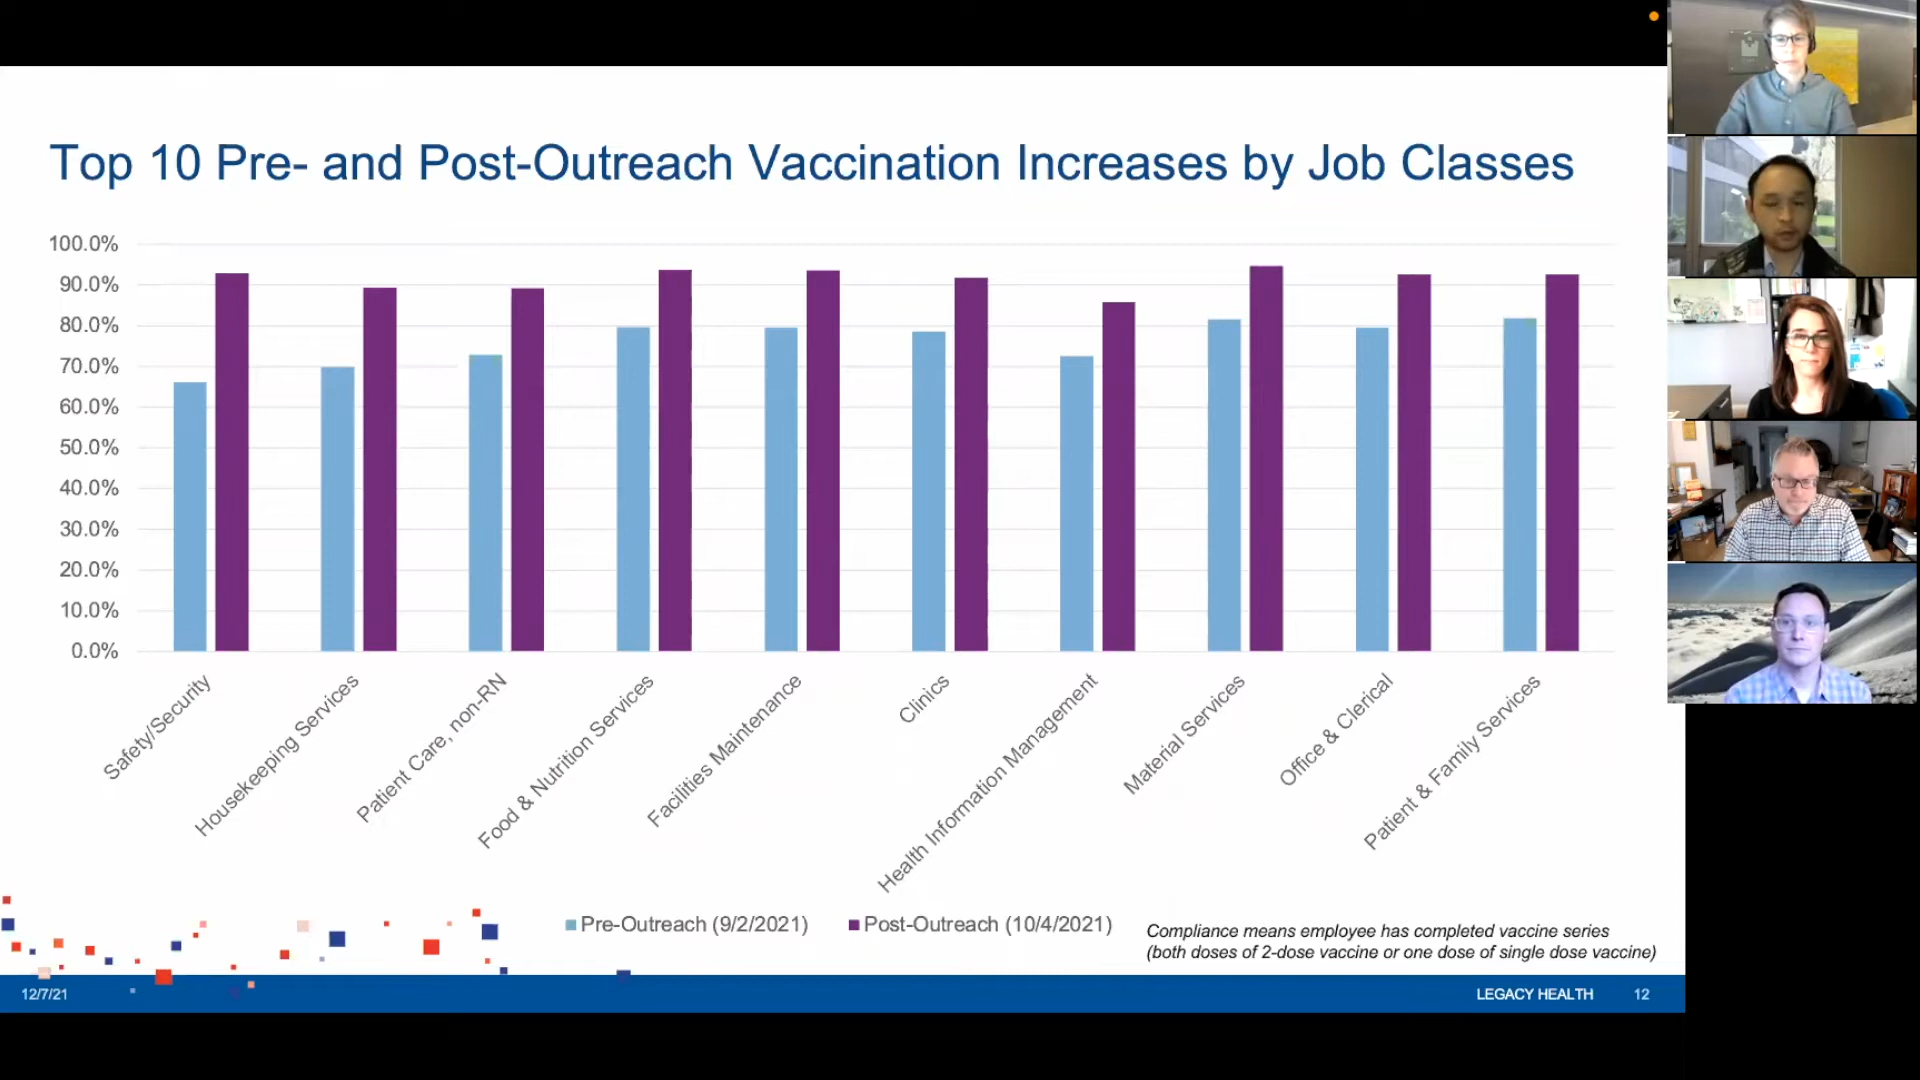 Top 10 Pre- and Post-Outreach Vaccination Increases by Job Classes
100.0%
90.0%
80.0%
70.0%
60.0%
50.0%
40.0%
30.0%
20.0%
10.0%
0.0%
Safety/Security
Housekeeping Services
Patient Care, non-RN
Food & Nutrition Services
Facilities Maintenance
Clinics
Health Information Management
Material Services
Office & Clerical
Patient & Family Services
Pre-Outreach (9/2/2021)
Post-Outreach (10/4/2021)
Compliance means employee has completed vaccine series
(both doses of 2-dose vaccine or one dose of single dose vaccine)
12/7/21
LEGACY HEALTH
12